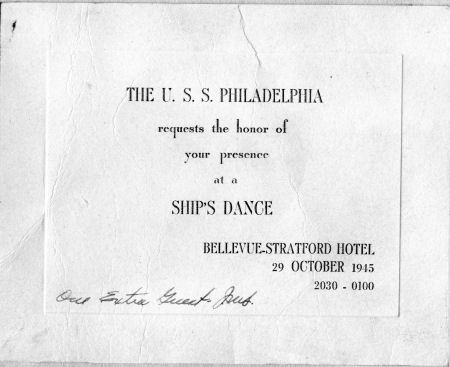 THE U. S. S. PHILADELPHIA
requests the honor of
your presence
at a
SHIP'S DANCE
BELLEVUE-STRATFORD HOTEL
29 OCTOBER 1945
2030 - 0100
One Extra Guest